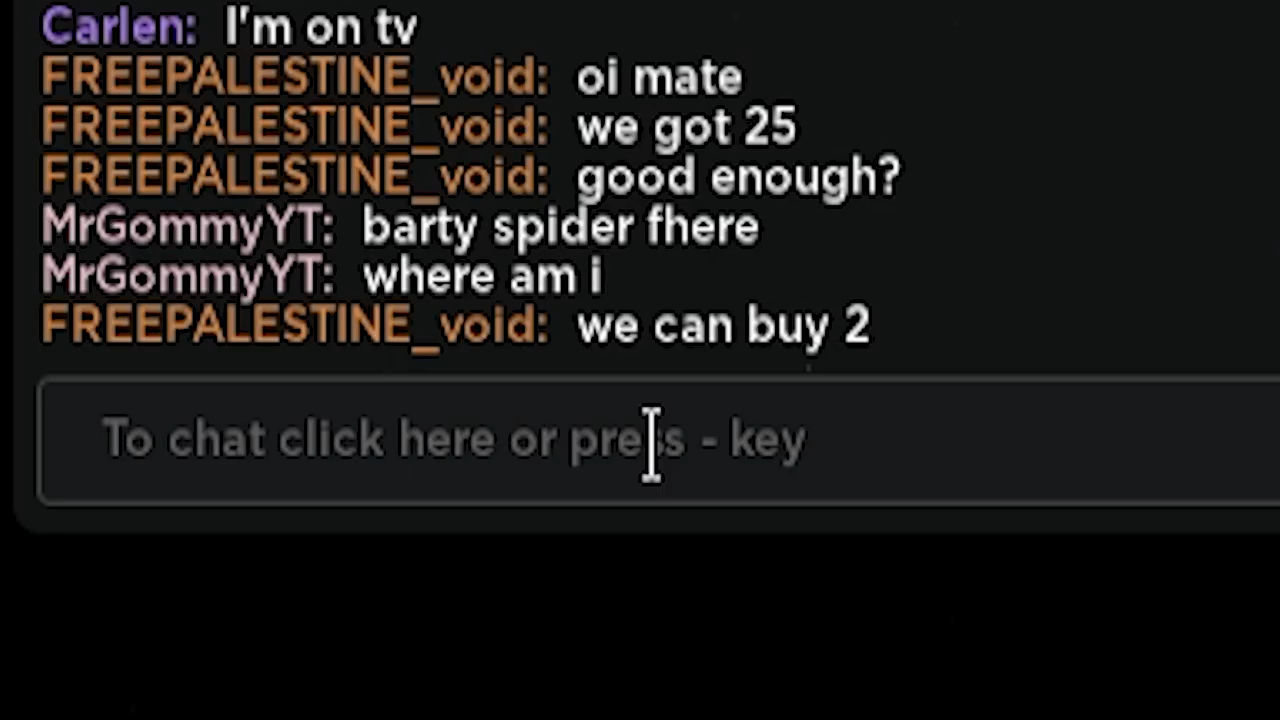 Carlen: I'm on tv
FREEPALESTINE_void: oi mate
FREEPALESTINE_void: we got 25
FREEPALESTINE_void: good enough?
MrGommyYT: barty spider fhere
MrGommyYT: where am i
FREEPALESTINE_void: we can buy 2
To chat click here or press - key